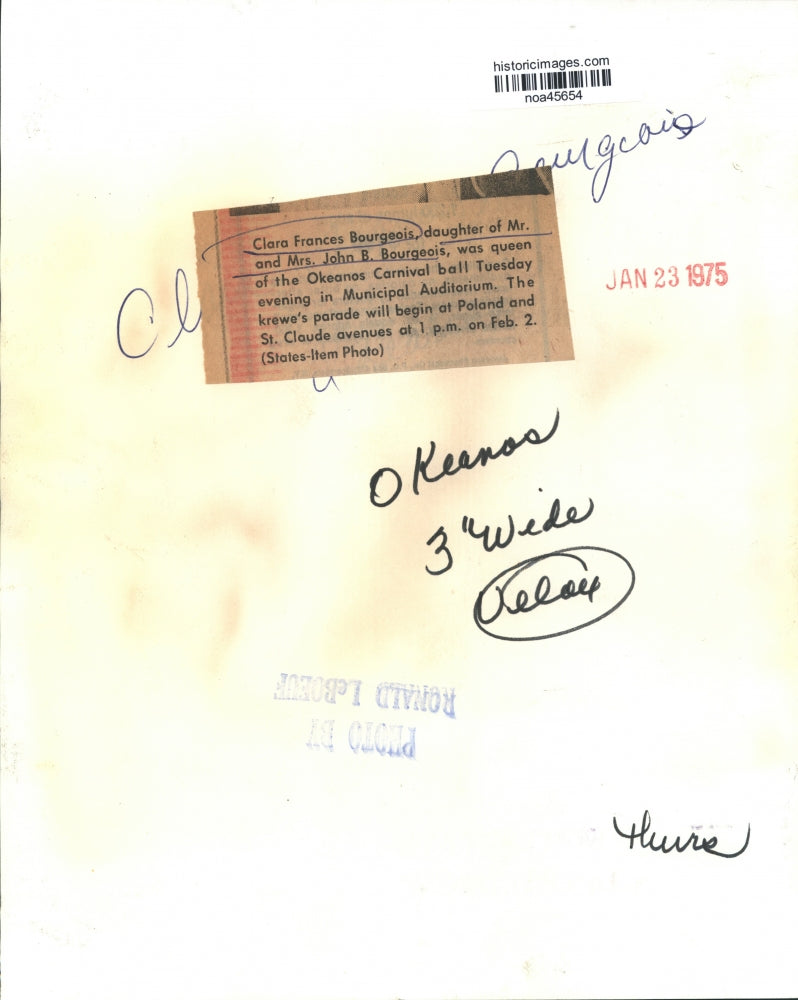 historicimages.com
noa45654
Bourgeois
Cl
Clara Frances Bourgeois, daughter of Mr.
and Mrs. John B. Bourgeois, was queen
of the Okeanos Carnival ball Tuesday
evening in Municipal Auditorium. The
krewe's parade will begin at Poland and
St. Claude avenues at 1 p.m. on Feb. 2.
(States-Item Photo)
JAN 23 1975
Okeanos
3" Wide
Velox
PHOTO BY
RONALD LeBOEUF
thurs